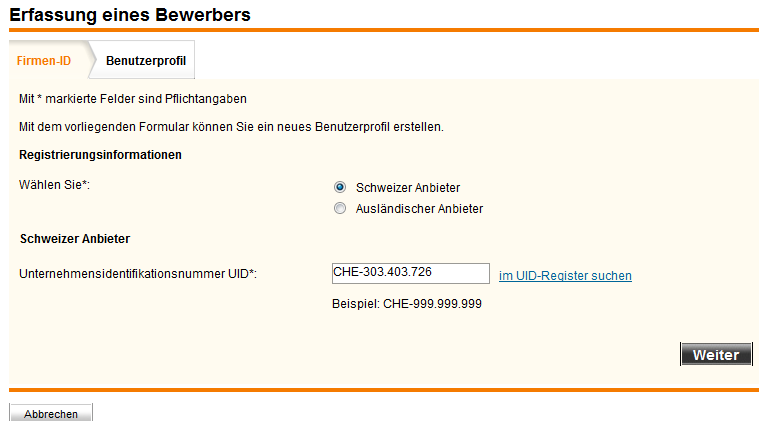 Erfassung eines Bewerbers
Firmen-ID Benutzerprofil
Mit * markierte Felder sind Pflichtangaben
Mit dem vorliegenden Formular können Sie ein neues Benutzerprofil erstellen.
Registrierungsinformationen
Wählen Sie*: Schweizer Anbieter
Ausländischer Anbieter
Schweizer Anbieter
Unternehmensidentifikationsnummer UID*: CHE-303.403.726 im UID-Register suchen
Beispiel: CHE-999.999.999
Weiter
Abbrechen